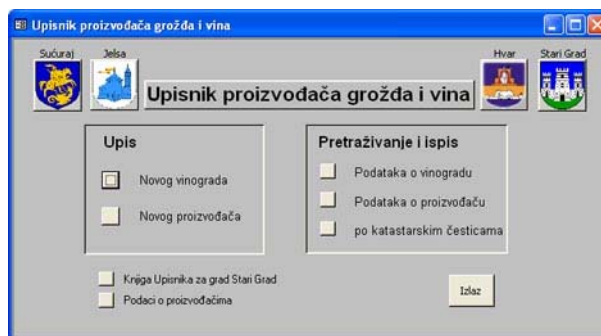 Upisnik proizvođača grožđa i vina
Sućuraj
Jelsa
Hvar
Stari Grad
Upisnik proizvođača grožđa i vina
Upis
Novog vinograda
Novog proizvođača
Pretraživanje i ispis
Podataka o vinogradu
Podataka o proizvođaču
po katastarskim česticama
Knjiga Upisnika za grad Stari Grad
Podaci o proizvođačima
Izlaz